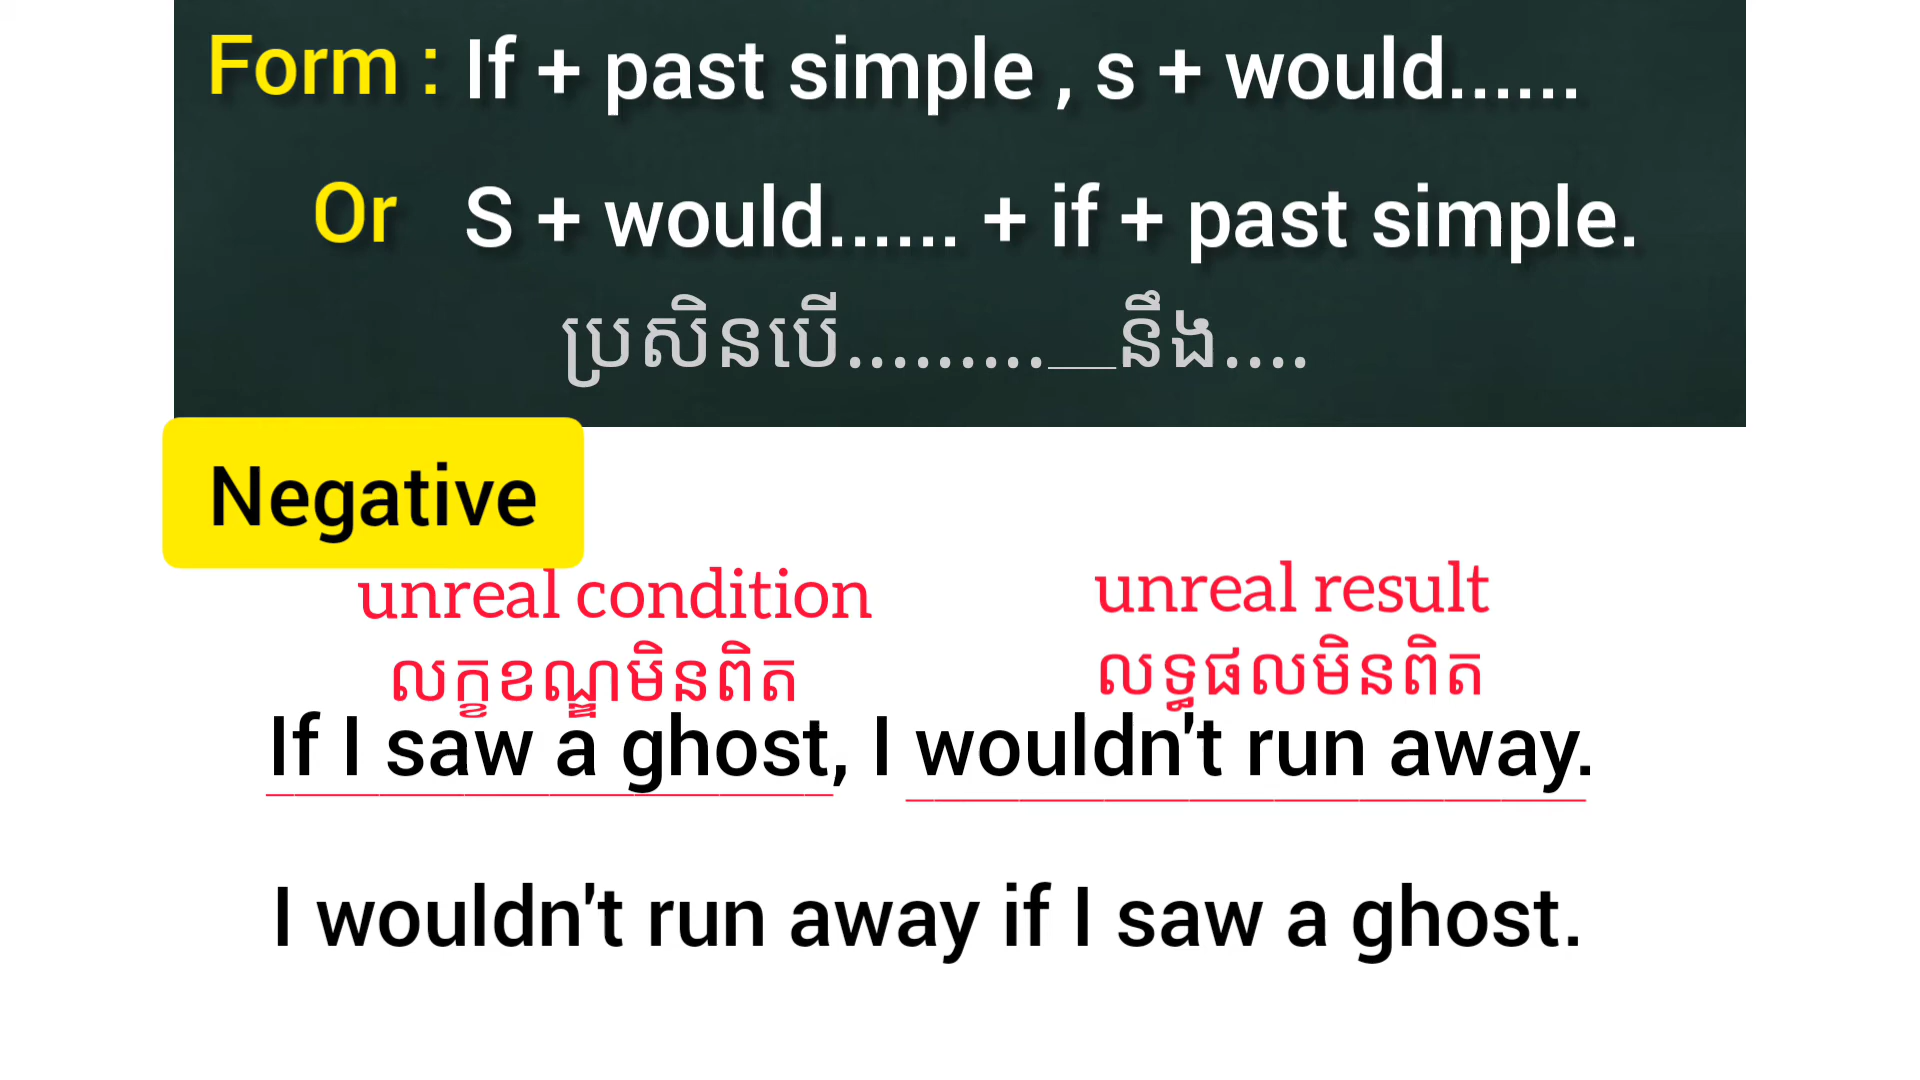 Form : If + past simple , s + would......
Or S + would...... + if + past simple.
ប្រសិនបើ.........__នឹង....
Negative
unreal condition unreal result
លក្ខខណ្ឌមិនពិត លទ្ធផលមិនពិត
If I saw a ghost, I wouldn't run away.
I wouldn't run away if I saw a ghost.